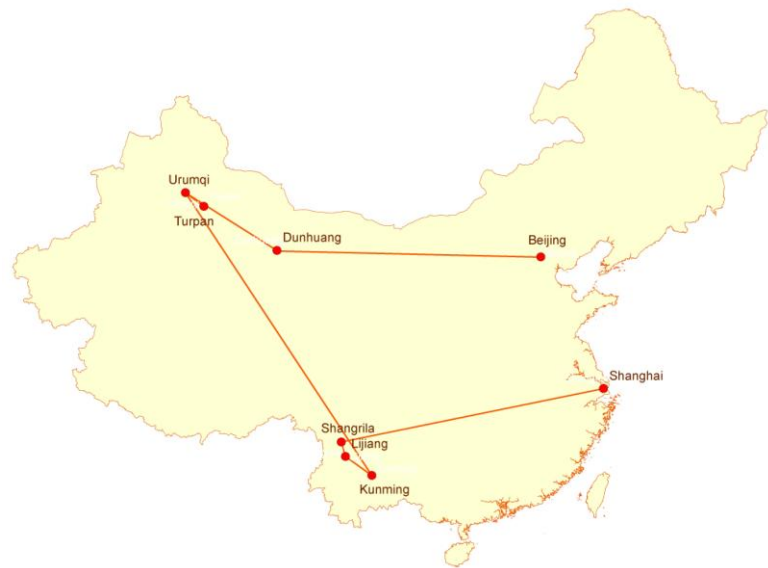 Urumqi
Turpan
Dunhuang
Beijing
Shanghai
Shangrila
Lijiang
Kunming